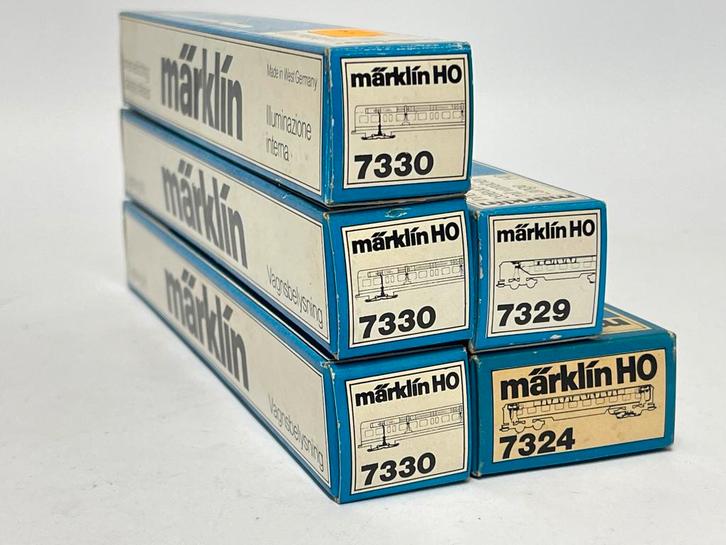 märklin
Made in West Germany
Illuminazione
interna
märklin HO
7330
märklin
Vagnsbelysning
märklin HO
7330
märklin HO
7329
märklin
Vagnsbelysning
märklin HO
7330
märklin HO
7324